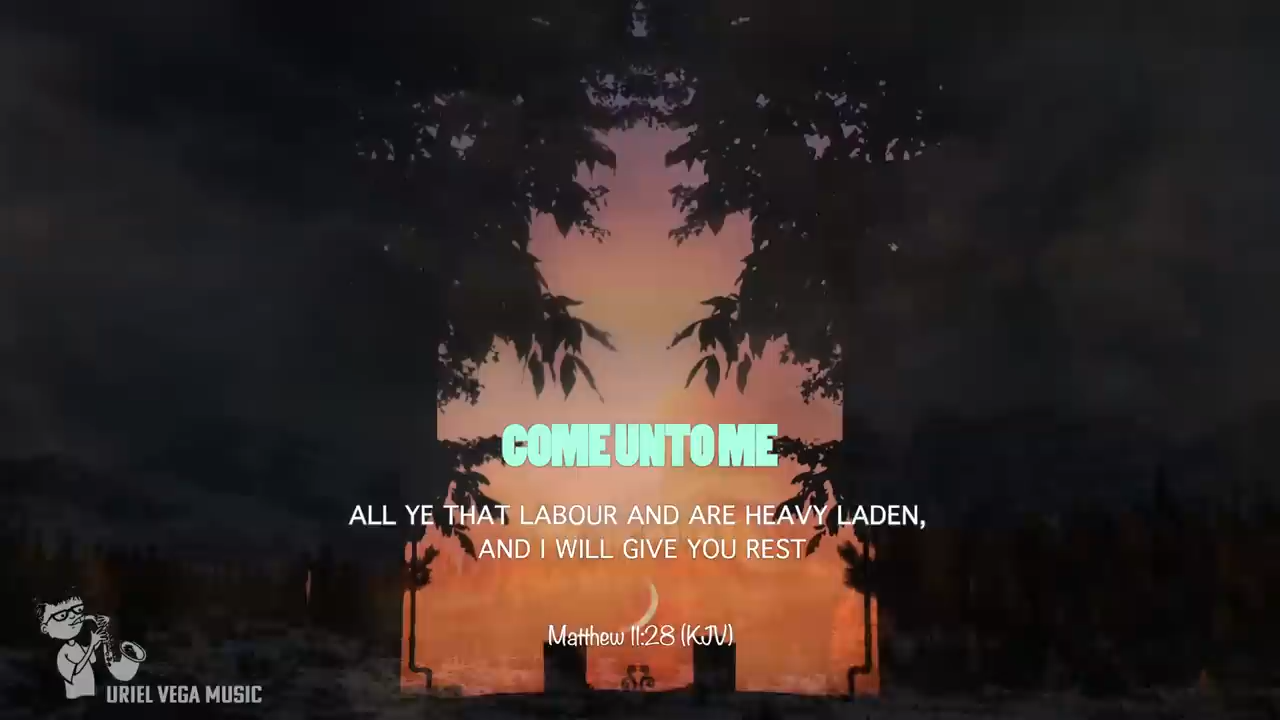 COME UNTO ME
ALL YE THAT LABOUR AND ARE HEAVY LADEN,
AND I WILL GIVE YOU REST
Matthew 11:28 (KJV)
URIEL VEGA MUSIC